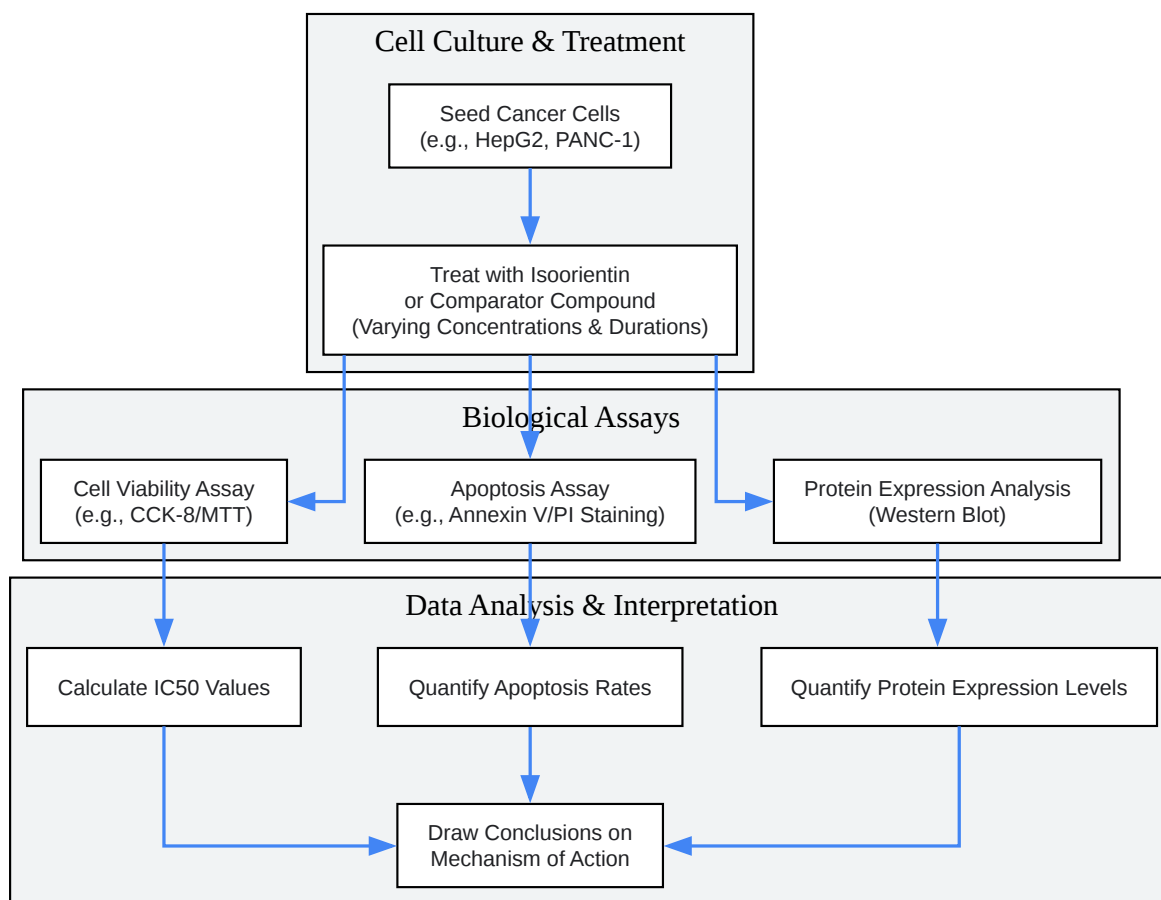 Cell Culture & Treatment
Seed Cancer Cells
(e.g., HepG2, PANC-1)
Treat with Isoorientin
or Comparator Compound
(Varying Concentrations & Durations)
Biological Assays
Cell Viability Assay
(e.g., CCK-8/MTT)
Apoptosis Assay
(e.g., Annexin V/PI Staining)
Protein Expression Analysis
(Western Blot)
Data Analysis & Interpretation
Calculate IC50 Values
Quantify Apoptosis Rates
Quantify Protein Expression Levels
Draw Conclusions on
Mechanism of Action